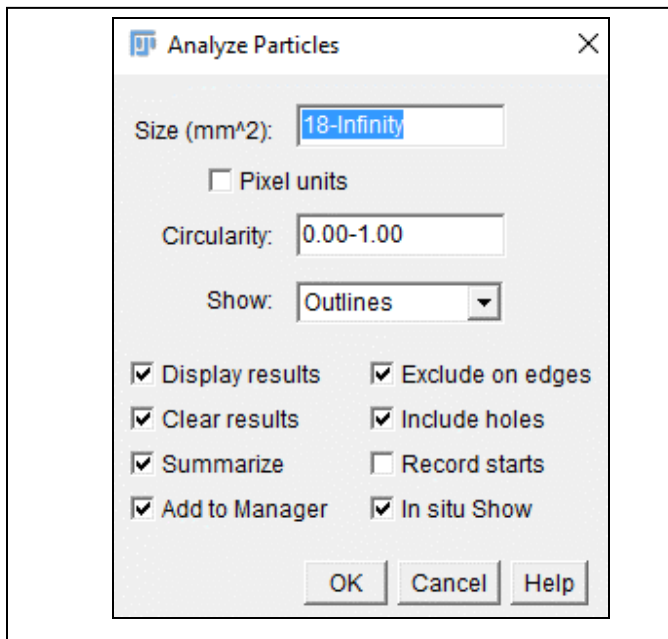 Analyze Particles
Size (mm^2): 18-Infinity
Pixel units
Circularity: 0.00-1.00
Show: Outlines
Display results Exclude on edges
Clear results Include holes
Summarize Record starts
Add to Manager In situ Show
OK Cancel Help